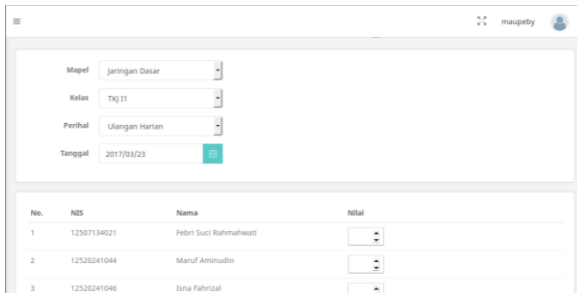 maupeby
Mapel Jaringan Dasar
Kelas TKJ I1
Perihal Ulangan Harian
Tanggal 2017/03/23
No. NIS Nama Nilai
1 12507134021 Febri Suci Rahmahwati
2 12520241044 Maruf Aminudin
3 12520241046 Isna Fahrizal